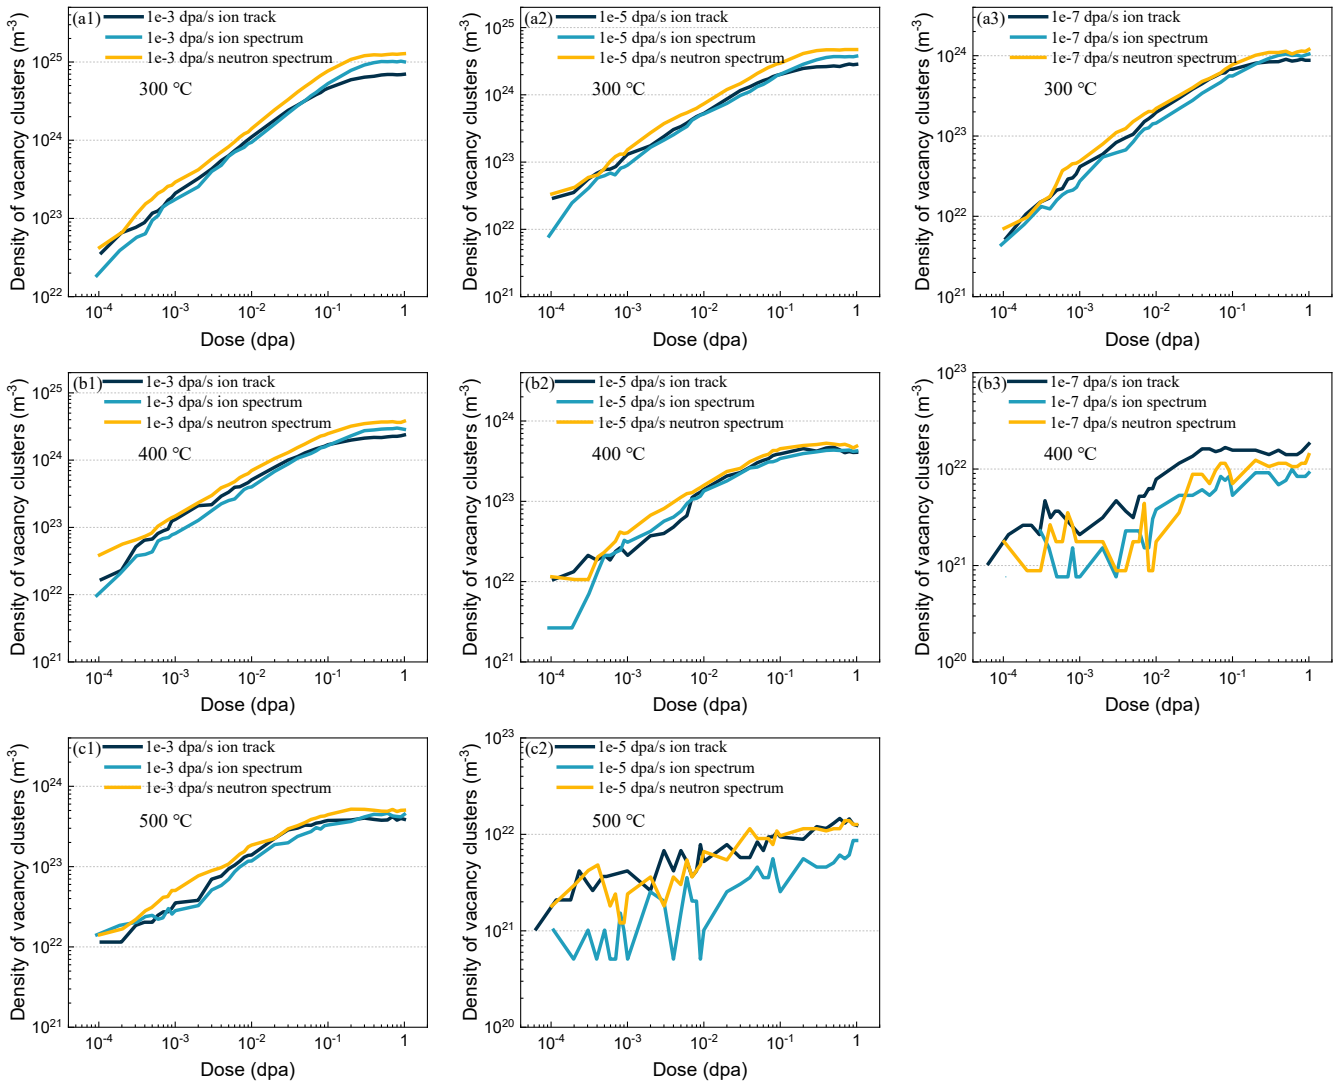 (a1)
1e-3 dpa/s ion track
1e-3 dpa/s ion spectrum
1e-3 dpa/s neutron spectrum
300 ℃
Density of vacancy clusters (m⁻³)
10²⁵
10²⁴
10²³
10²²
10⁻⁴ 10⁻³ 10⁻² 10⁻¹ 1
Dose (dpa)
(a2)
1e-5 dpa/s ion track
1e-5 dpa/s ion spectrum
1e-5 dpa/s neutron spectrum
300 ℃
Density of vacancy clusters (m⁻³)
10²⁵
10²⁴
10²³
10²²
10²¹
10⁻⁴ 10⁻³ 10⁻² 10⁻¹ 1
Dose (dpa)
(a3)
1e-7 dpa/s ion track
1e-7 dpa/s ion spectrum
1e-7 dpa/s neutron spectrum
300 ℃
Density of vacancy clusters (m⁻³)
10²⁴
10²³
10²²
10²¹
10⁻⁴ 10⁻³ 10⁻² 10⁻¹ 1
Dose (dpa)
(b1)
1e-3 dpa/s ion track
1e-3 dpa/s ion spectrum
1e-3 dpa/s neutron spectrum
400 ℃
Density of vacancy clusters (m⁻³)
10²⁵
10²⁴
10²³
10²²
10²¹
10⁻⁴ 10⁻³ 10⁻² 10⁻¹ 1
Dose (dpa)
(b2)
1e-5 dpa/s ion track
1e-5 dpa/s ion spectrum
1e-5 dpa/s neutron spectrum
400 ℃
Density of vacancy clusters (m⁻³)
10²⁴
10²³
10²²
10²¹
10⁻⁴ 10⁻³ 10⁻² 10⁻¹ 1
Dose (dpa)
(b3)
1e-7 dpa/s ion track
1e-7 dpa/s ion spectrum
1e-7 dpa/s neutron spectrum
400 ℃
Density of vacancy clusters (m⁻³)
10²³
10²²
10²¹
10²⁰
10⁻⁴ 10⁻³ 10⁻² 10⁻¹ 1
Dose (dpa)
(c1)
1e-3 dpa/s ion track
1e-3 dpa/s ion spectrum
1e-3 dpa/s neutron spectrum
500 ℃
Density of vacancy clusters (m⁻³)
10²⁴
10²³
10²²
10²¹
10⁻⁴ 10⁻³ 10⁻² 10⁻¹ 1
Dose (dpa)
(c2)
1e-5 dpa/s ion track
1e-5 dpa/s ion spectrum
1e-5 dpa/s neutron spectrum
500 ℃
Density of vacancy clusters (m⁻³)
10²³
10²²
10²¹
10²⁰
10⁻⁴ 10⁻³ 10⁻² 10⁻¹ 1
Dose (dpa)